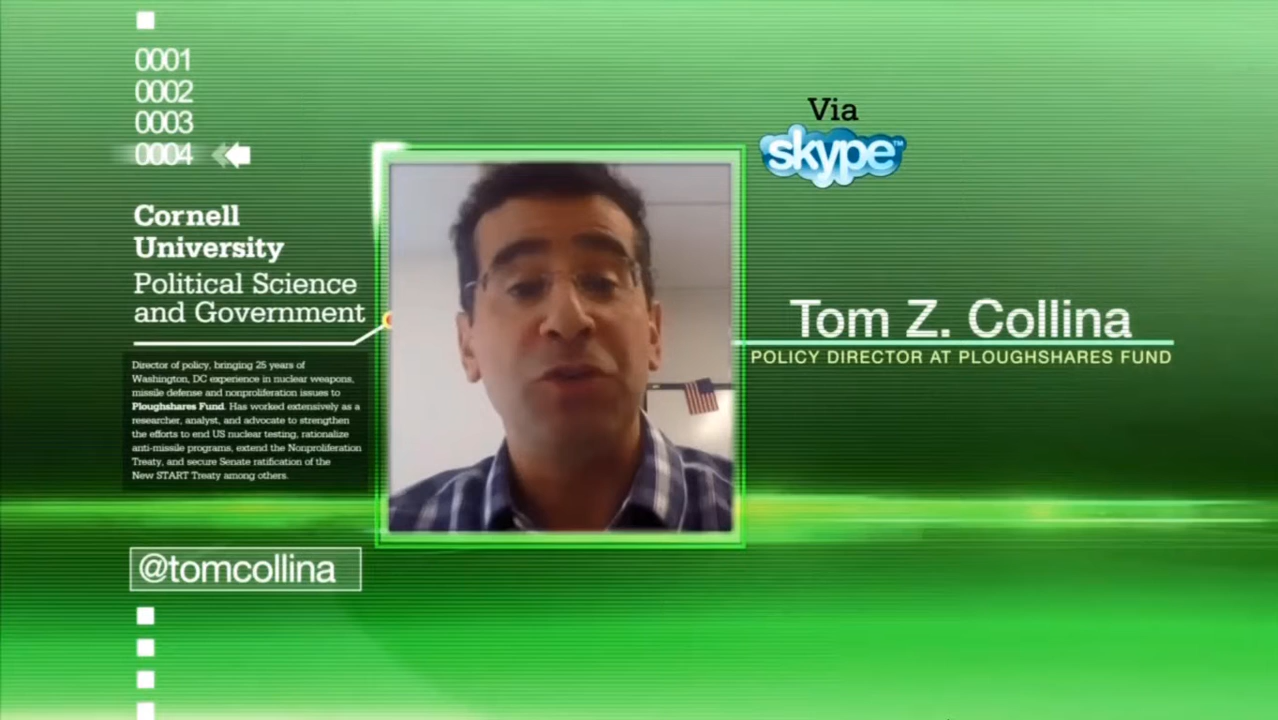 0001
0002
0003
0004
Via
skype™
Cornell
University
Political Science
and Government
Tom Z. Collina
POLICY DIRECTOR AT PLOUGHSHARES FUND
Director of policy, bringing 25 years of
Washington, DC experience in nuclear weapons,
missile defense and nonproliferation issues to
Ploughshares Fund. Has worked extensively as a
researcher, analyst, and advocate to strengthen
the efforts to end US nuclear testing, rationalize
anti-missile programs, extend the Nonproliferation
Treaty, and secure Senate ratification of the
New START Treaty among others.
@tomcollina